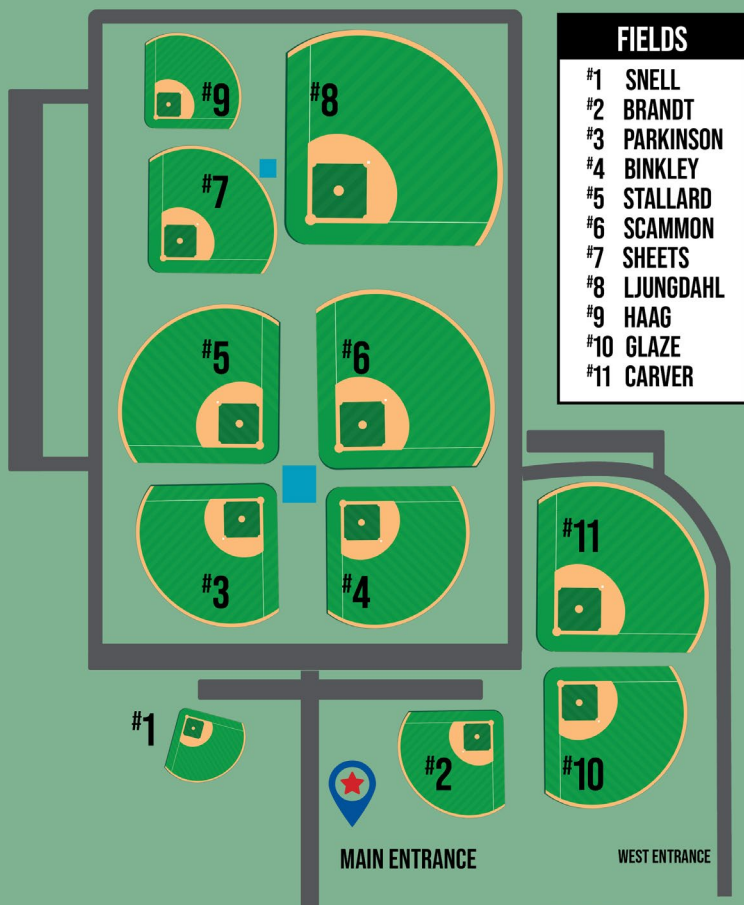 FIELDS
#1 SNELL
#2 BRANDT
#3 PARKINSON
#4 BINKLEY
#5 STALLARD
#6 SCAMMON
#7 SHEETS
#8 LJUNGDAHL
#9 HAAG
#10 GLAZE
#11 CARVER
#9
#8
#7
#5
#6
#11
#3
#4
#1
#2
#10
MAIN ENTRANCE
WEST ENTRANCE